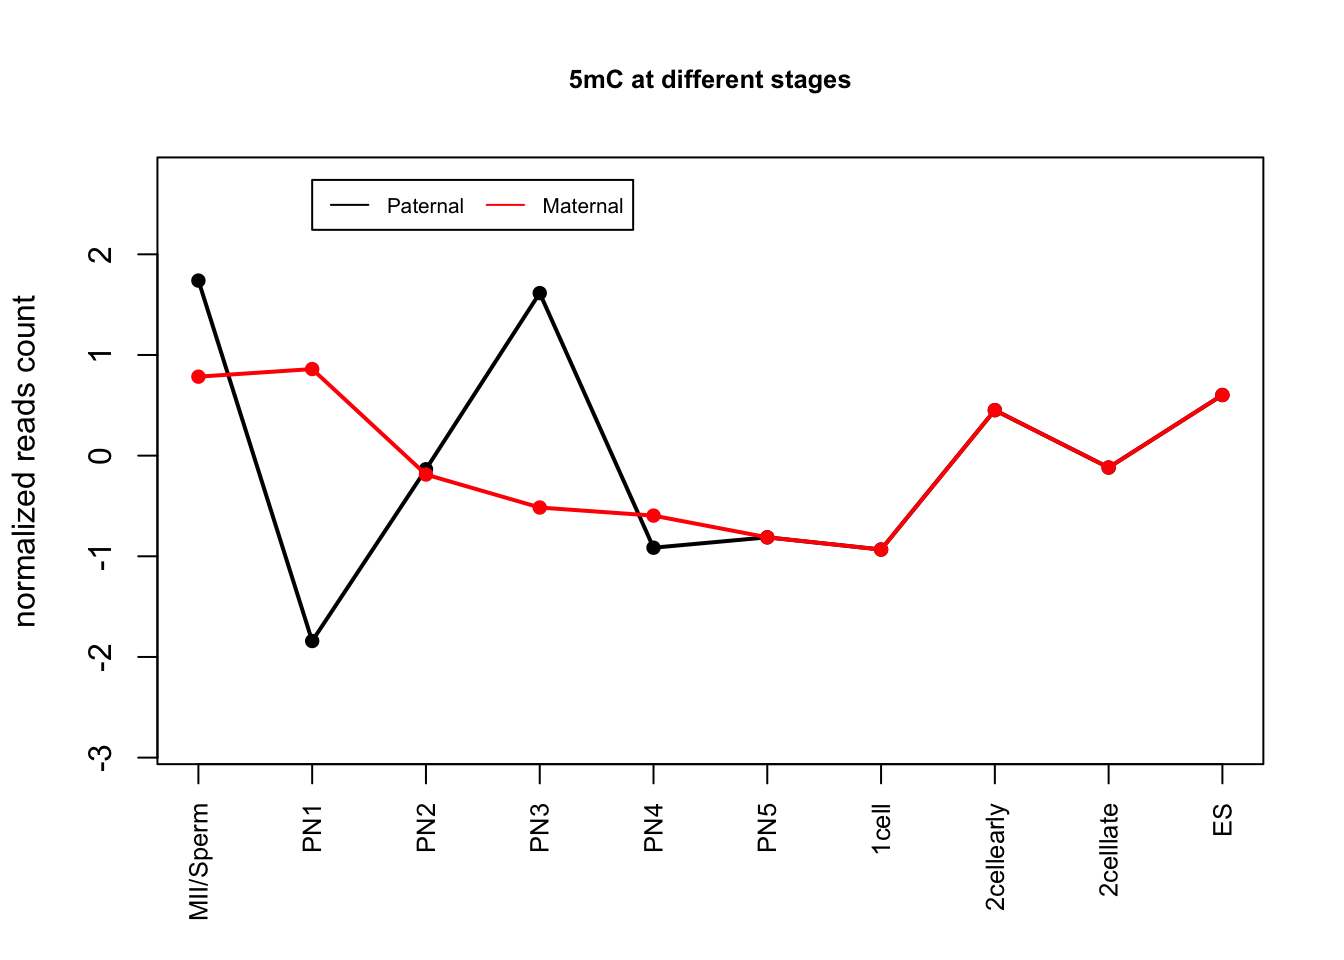 5mC at different stages
Paternal Maternal
normalized reads count
2
1
0
-1
-2
-3
MII/Sperm
PN1
PN2
PN3
PN4
PN5
1cell
2cellearly
2celllate
ES